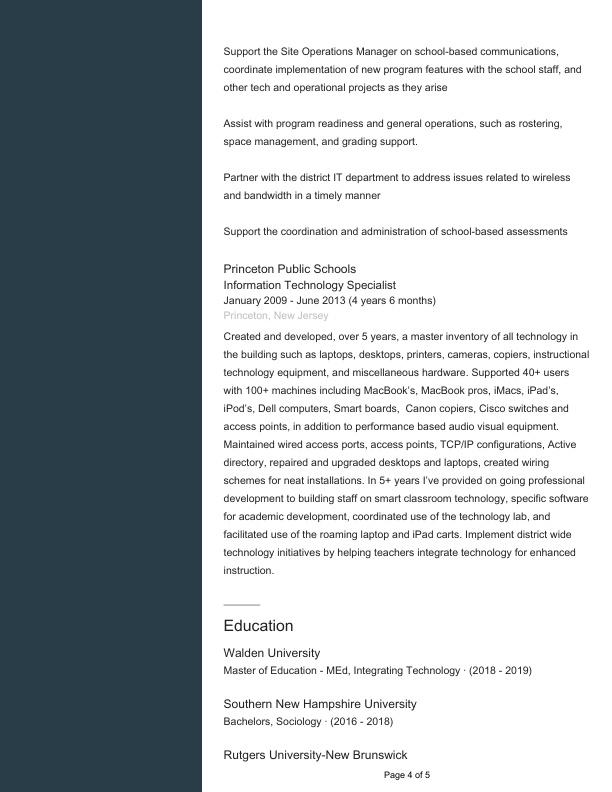 Support the Site Operations Manager on school-based communications,
coordinate implementation of new program features with the school staff, and
other tech and operational projects as they arise
Assist with program readiness and general operations, such as rostering,
space management, and grading support.
Partner with the district IT department to address issues related to wireless
and bandwidth in a timely manner
Support the coordination and administration of school-based assessments
Princeton Public Schools
Information Technology Specialist
January 2009 - June 2013 (4 years 6 months)
Princeton, New Jersey
Created and developed, over 5 years, a master inventory of all technology in
the building such as laptops, desktops, printers, cameras, copiers, instructional
technology equipment, and miscellaneous hardware. Supported 40+ users
with 100+ machines including MacBook’s, MacBook pros, iMacs, iPad’s,
iPod’s, Dell computers, Smart boards,  Canon copiers, Cisco switches and
access points, in addition to performance based audio visual equipment.
Maintained wired access ports, access points, TCP/IP configurations, Active
directory, repaired and upgraded desktops and laptops, created wiring
schemes for neat installations. In 5+ years I’ve provided on going professional
development to building staff on smart classroom technology, specific software
for academic development, coordinated use of the technology lab, and
facilitated use of the roaming laptop and iPad carts. Implement district wide
technology initiatives by helping teachers integrate technology for enhanced
instruction.
Education
Walden University
Master of Education - MEd, Integrating Technology · (2018 - 2019)
Southern New Hampshire University
Bachelors, Sociology · (2016 - 2018)
Rutgers University-New Brunswick
Page 4 of 5